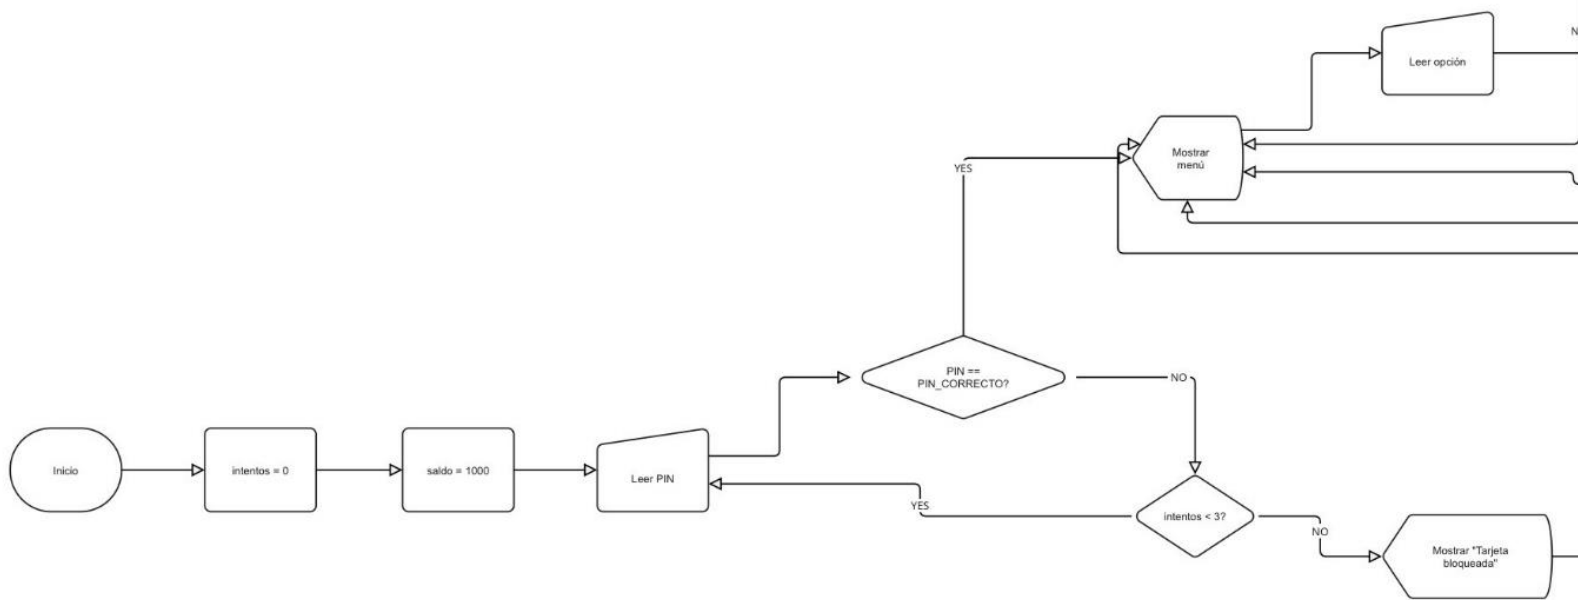 Inicio
intentos = 0
saldo = 1000
Leer PIN
PIN ==
PIN_CORRECTO?
YES
NO
intentos < 3?
YES
NO
Mostrar "Tarjeta
bloqueada"
Mostrar
menú
Leer opción
N